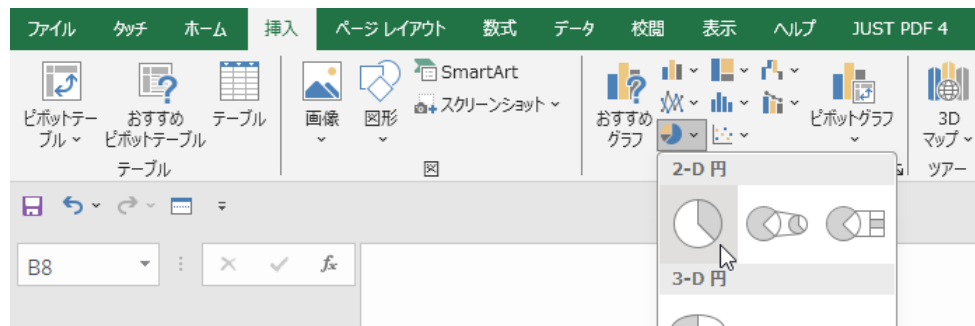 ファイル タッチ ホーム 挿入 ページ レイアウト 数式 データ 校閲 表示 ヘルプ JUST PDF 4
ピボットテー
ブル
おすすめ
ピボットテーブル
テーブル
テーブル
画像
図形
SmartArt
スクリーンショット
図
おすすめ
グラフ
ピボットグラフ
3D
マップ
ツアー
2-D 円
3-D 円
B8
fx